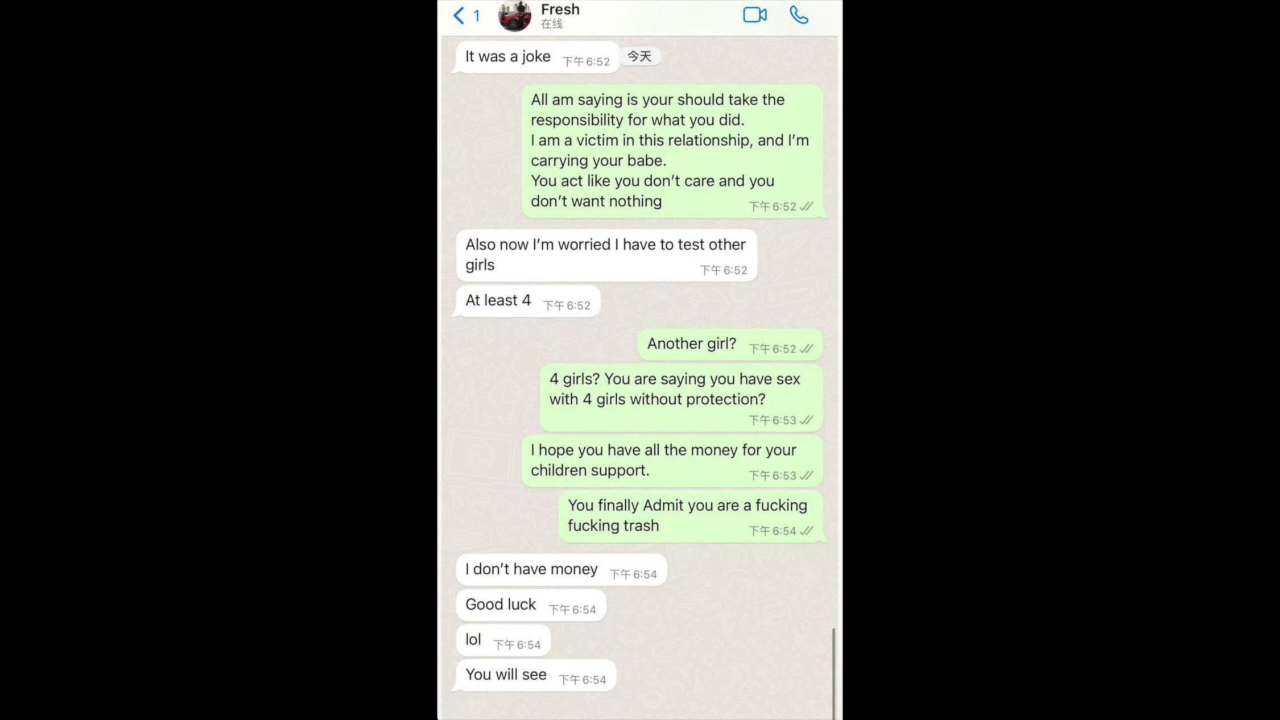 1
Fresh
在线
It was a joke 下午6:52
今天
All am saying is your should take the
responsibility for what you did.
I am a victim in this relationship, and I'm
carrying your babe.
You act like you don't care and you
don't want nothing 下午6:52
Also now I'm worried I have to test other
girls 下午6:52
At least 4 下午6:52
Another girl? 下午6:52
4 girls? You are saying you have sex
with 4 girls without protection?
下午6:53
I hope you have all the money for your
children support. 下午6:53
You finally Admit you are a fucking
fucking trash 下午6:54
I don't have money 下午6:54
Good luck 下午6:54
lol 下午6:54
You will see 下午6:54